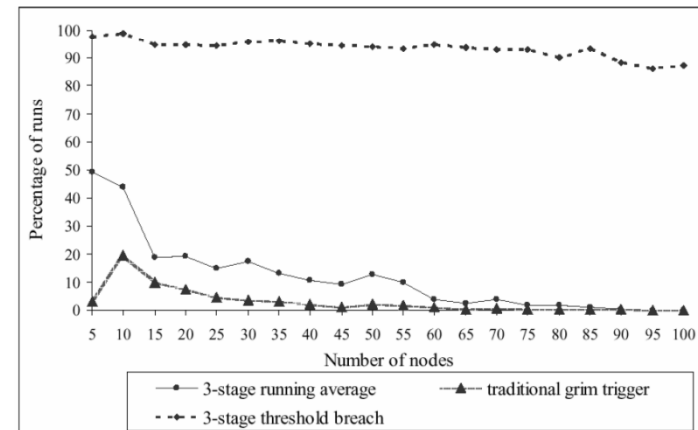 100
90
80
70
60
50
40
30
20
10
0
Percentage of runs
5 10 15 20 25 30 35 40 45 50 55 60 65 70 75 80 85 90 95 100
Number of nodes
3-stage running average
traditional grim trigger
3-stage threshold breach